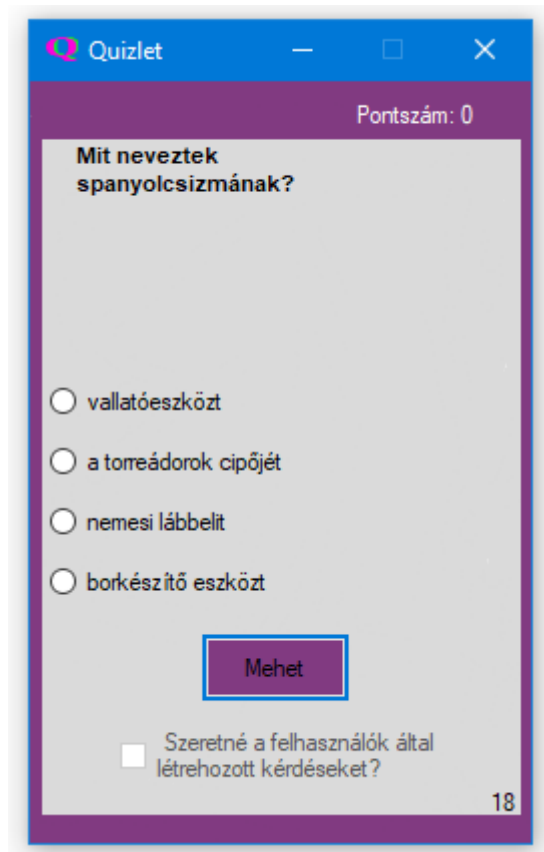 Quizlet
Pontszám: 0
Mit neveztek
spanyolcsizmának?
vallatóeszközt
a torreádorok cipőjét
nemesi lábbelit
borkészítő eszközt
Mehet
Szeretné a felhasználók által
létrehozott kérdéseket?
18